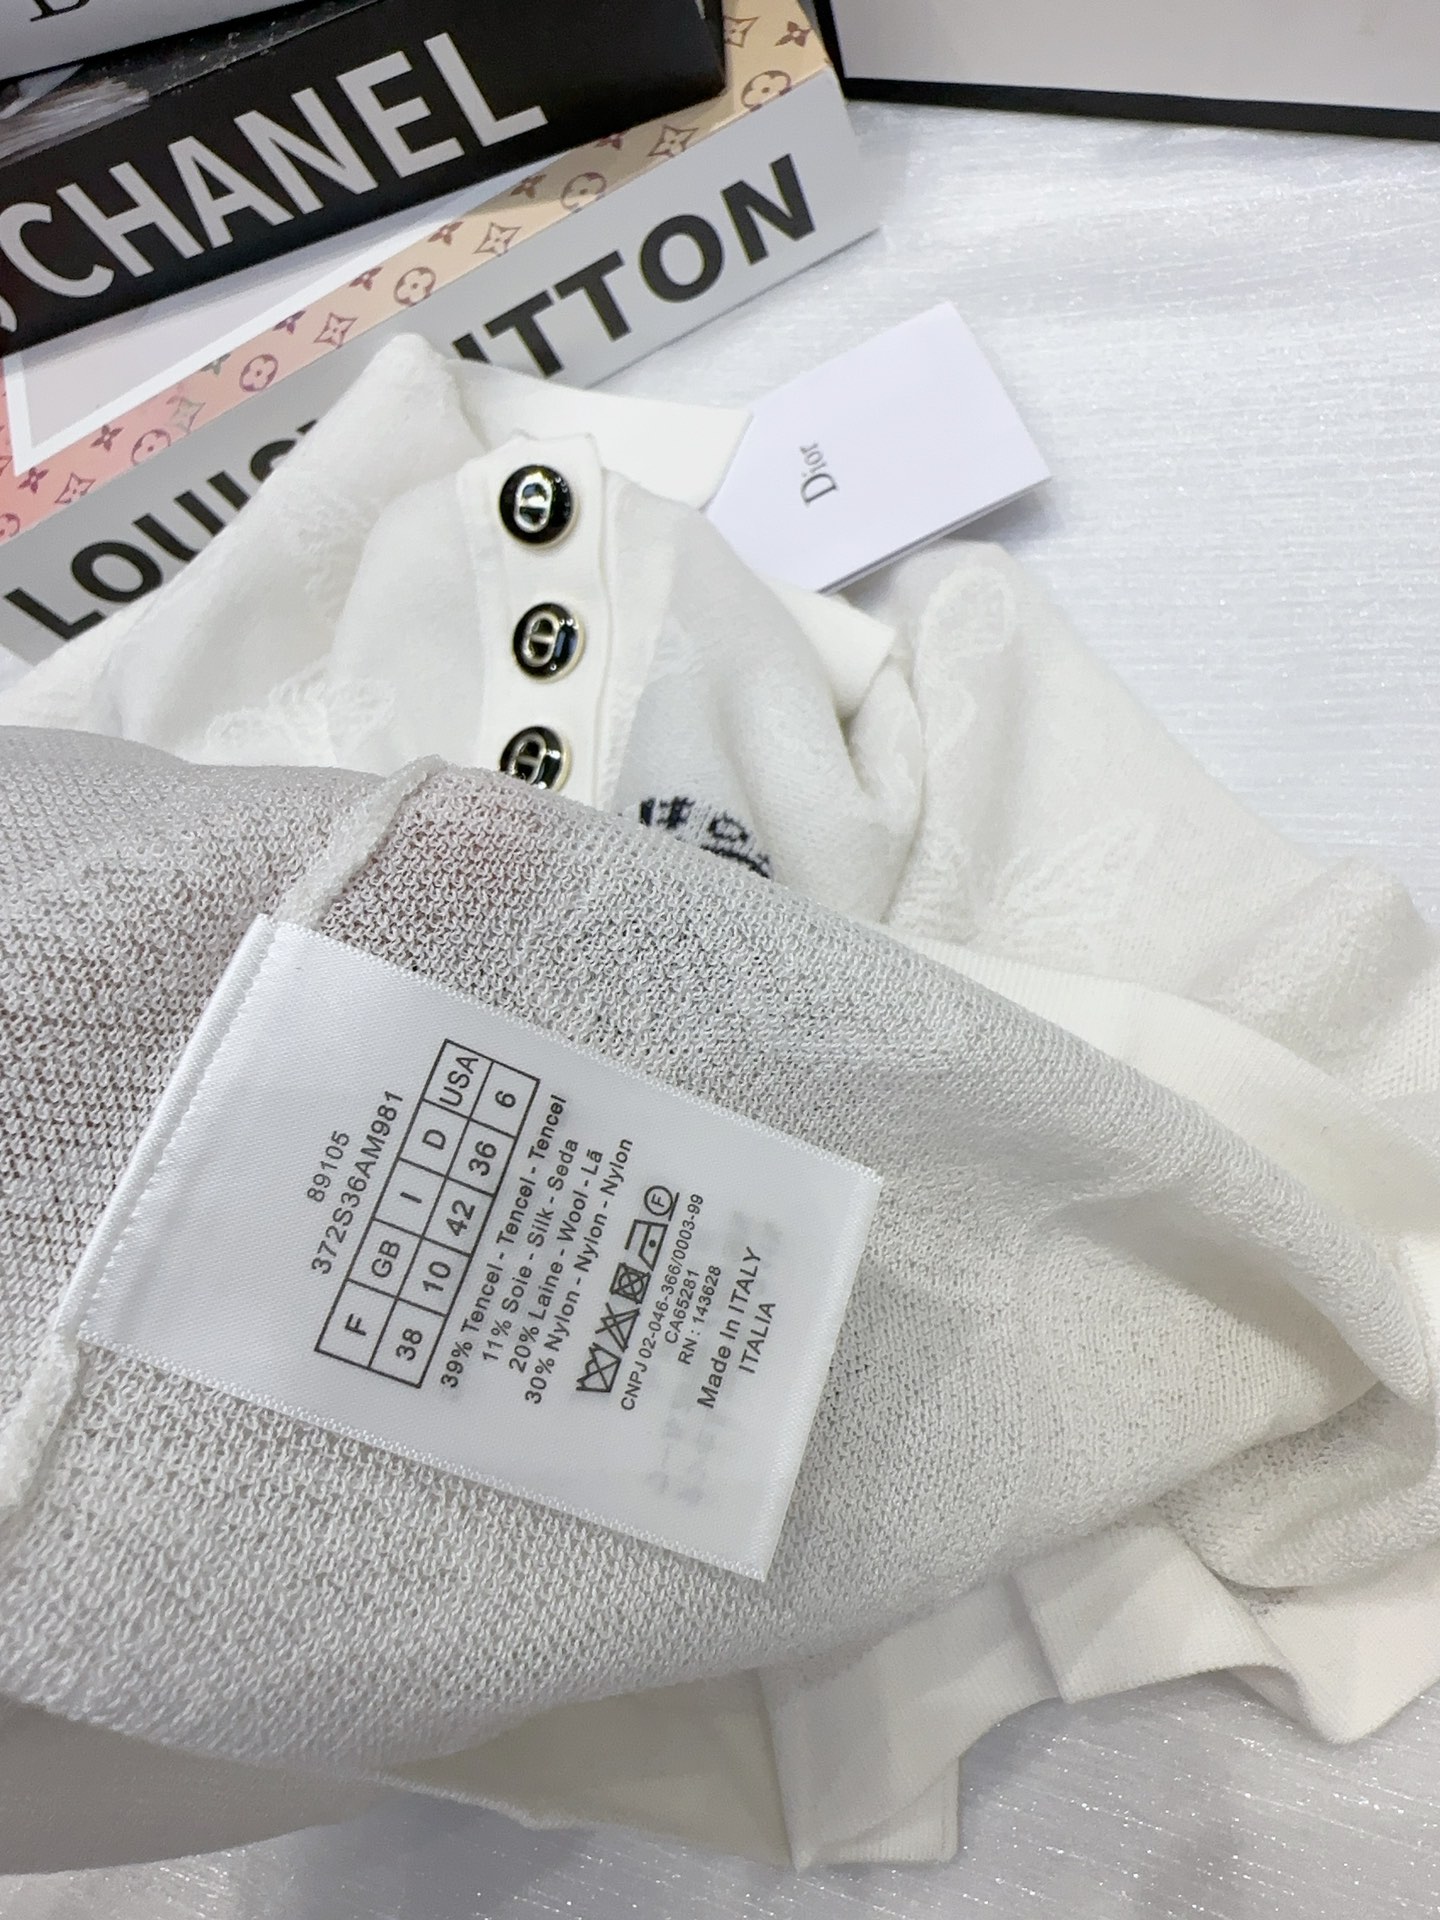 CHANEL
LOUIS VUITTON
Dior
89105
372S36AM981
F GB I D USA
38 10 42 36 6
39% Tencel - Tencel - Tencel
11% Soie - Silk - Seda
20% Laine - Wool - Lã
30% Nylon - Nylon - Nylon
F
CNPJ 02-046-366/0003-99
CA65281
RN: 143628
Made In ITALY
ITALIA